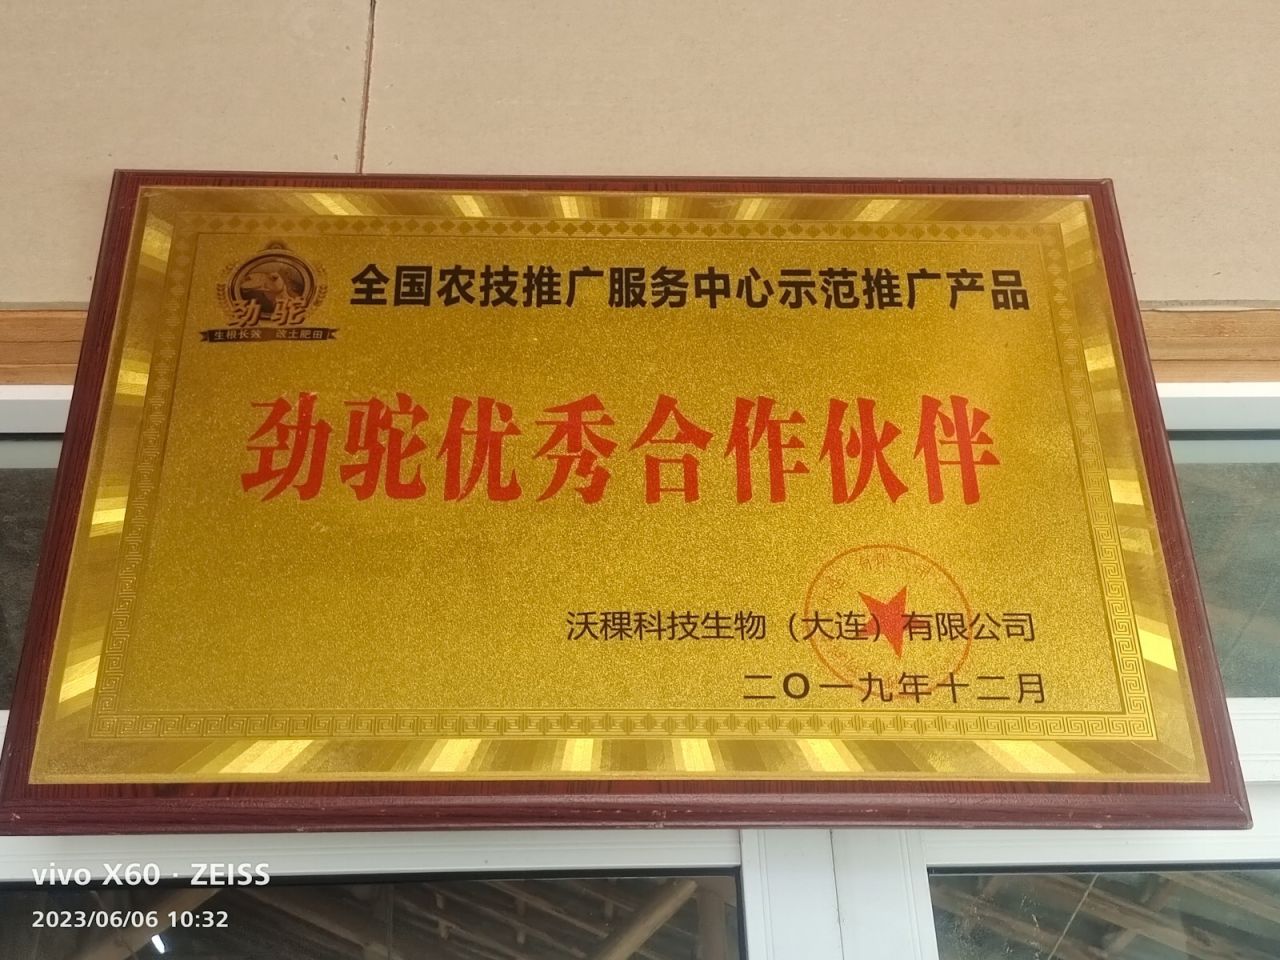 全国农技推广服务中心示范推广产品
劲驼
生根长效 改土肥田
劲驼优秀合作伙伴
沃稞科技生物（大连）有限公司
二O一九年十二月
vivo X60 · ZEISS
2023/06/06 10:32